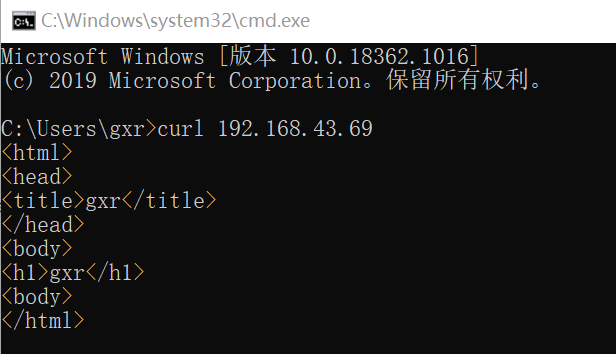 C:\Windows\system32\cmd.exe
Microsoft Windows [版本 10.0.18362.1016]
(c) 2019 Microsoft Corporation。保留所有权利。
C:\Users\gxr>curl 192.168.43.69
<html>
<head>
<title>gxr</title>
</head>
<body>
<h1>gxr</h1>
<body>
</html>